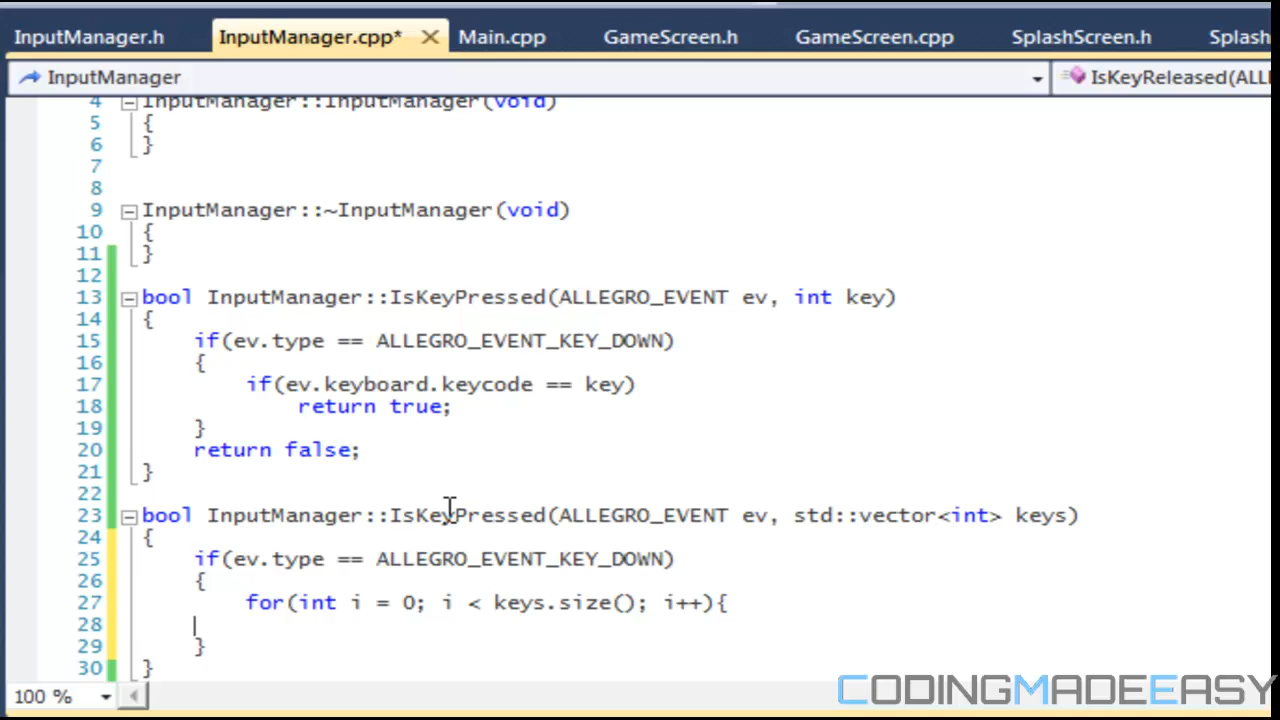 InputManager.h InputManager.cpp* Main.cpp GameScreen.h GameScreen.cpp SplashScreen.h Splash
InputManager IsKeyReleased(ALL
4 InputManager::InputManager(void)
5 {
6 }
7
8
9 InputManager::~InputManager(void)
10 {
11 }
12
13 bool InputManager::IsKeyPressed(ALLEGRO_EVENT ev, int key)
14 {
15 if(ev.type == ALLEGRO_EVENT_KEY_DOWN)
16 {
17 if(ev.keyboard.keycode == key)
18 return true;
19 }
20 return false;
21 }
22
23 bool InputManager::IsKeyPressed(ALLEGRO_EVENT ev, std::vector<int> keys)
24 {
25 if(ev.type == ALLEGRO_EVENT_KEY_DOWN)
26 {
27 for(int i = 0; i < keys.size(); i++){
28
29 }
30 }
100 %
CODINGMADEEASY